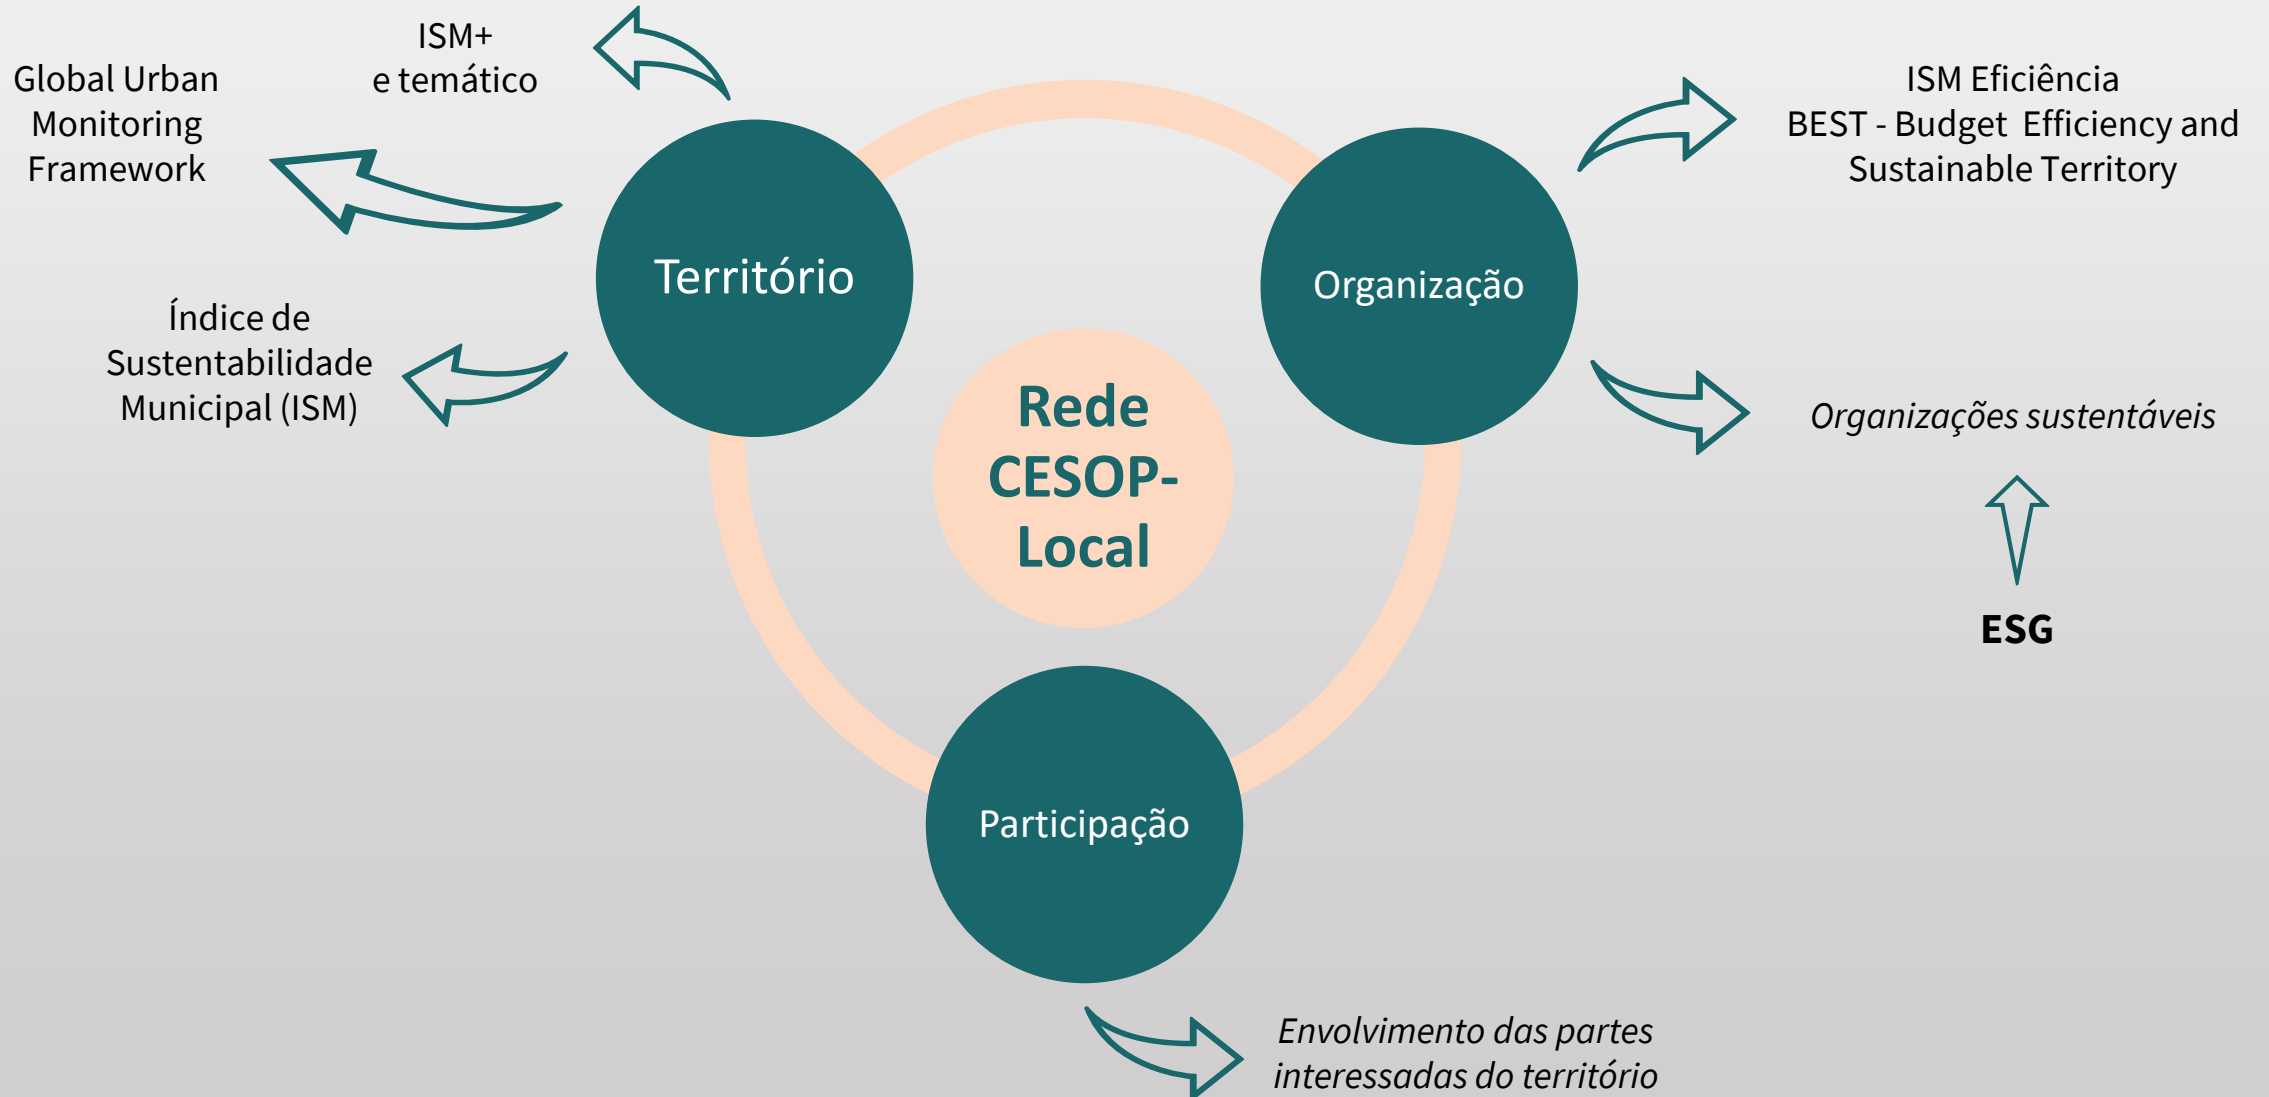 ISM+
e temático
Global Urban
Monitoring
Framework
Índice de
Sustentabilidade
Municipal (ISM)
Território
Organização
ISM Eficiência
BEST - Budget Efficiency and
Sustainable Territory
Organizações sustentáveis
ESG
Rede
CESOP-
Local
Participação
Envolvimento das partes
interessadas do território